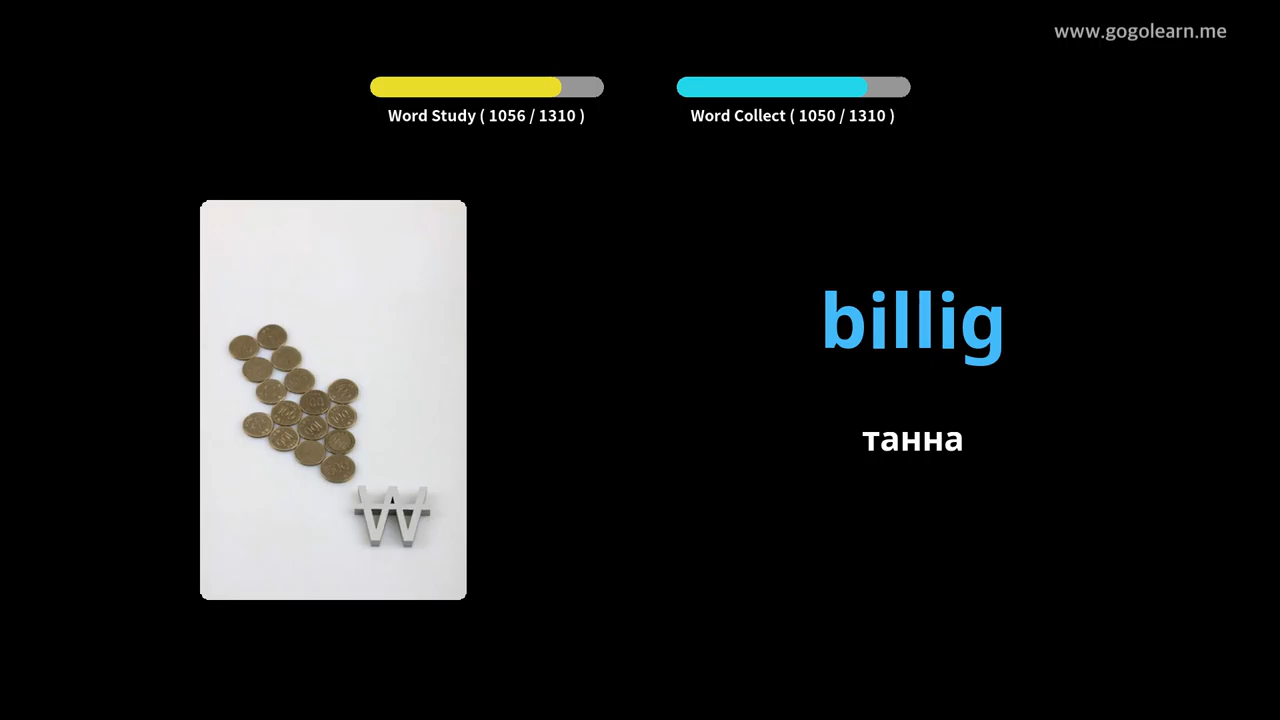 www.gogolearn.me
Word Study ( 1056 / 1310 )
Word Collect ( 1050 / 1310 )
billig
танна
₩